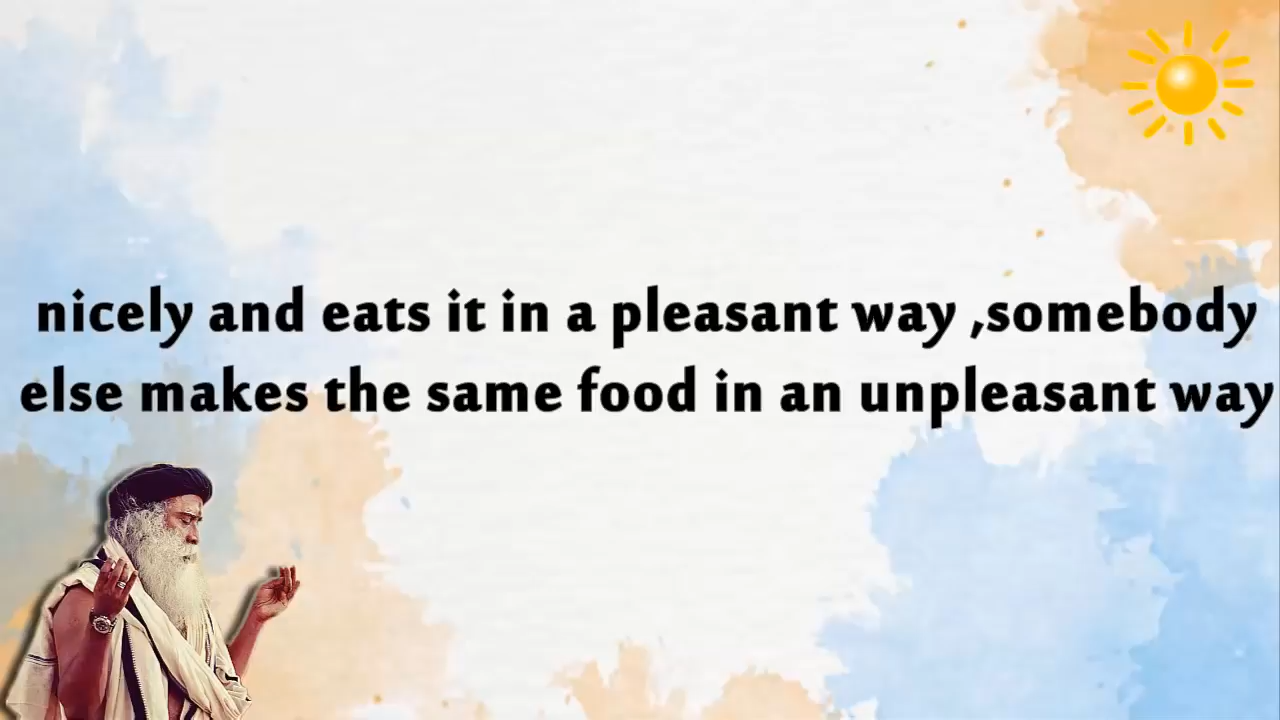 nicely and eats it in a pleasant way ,somebody
else makes the same food in an unpleasant way